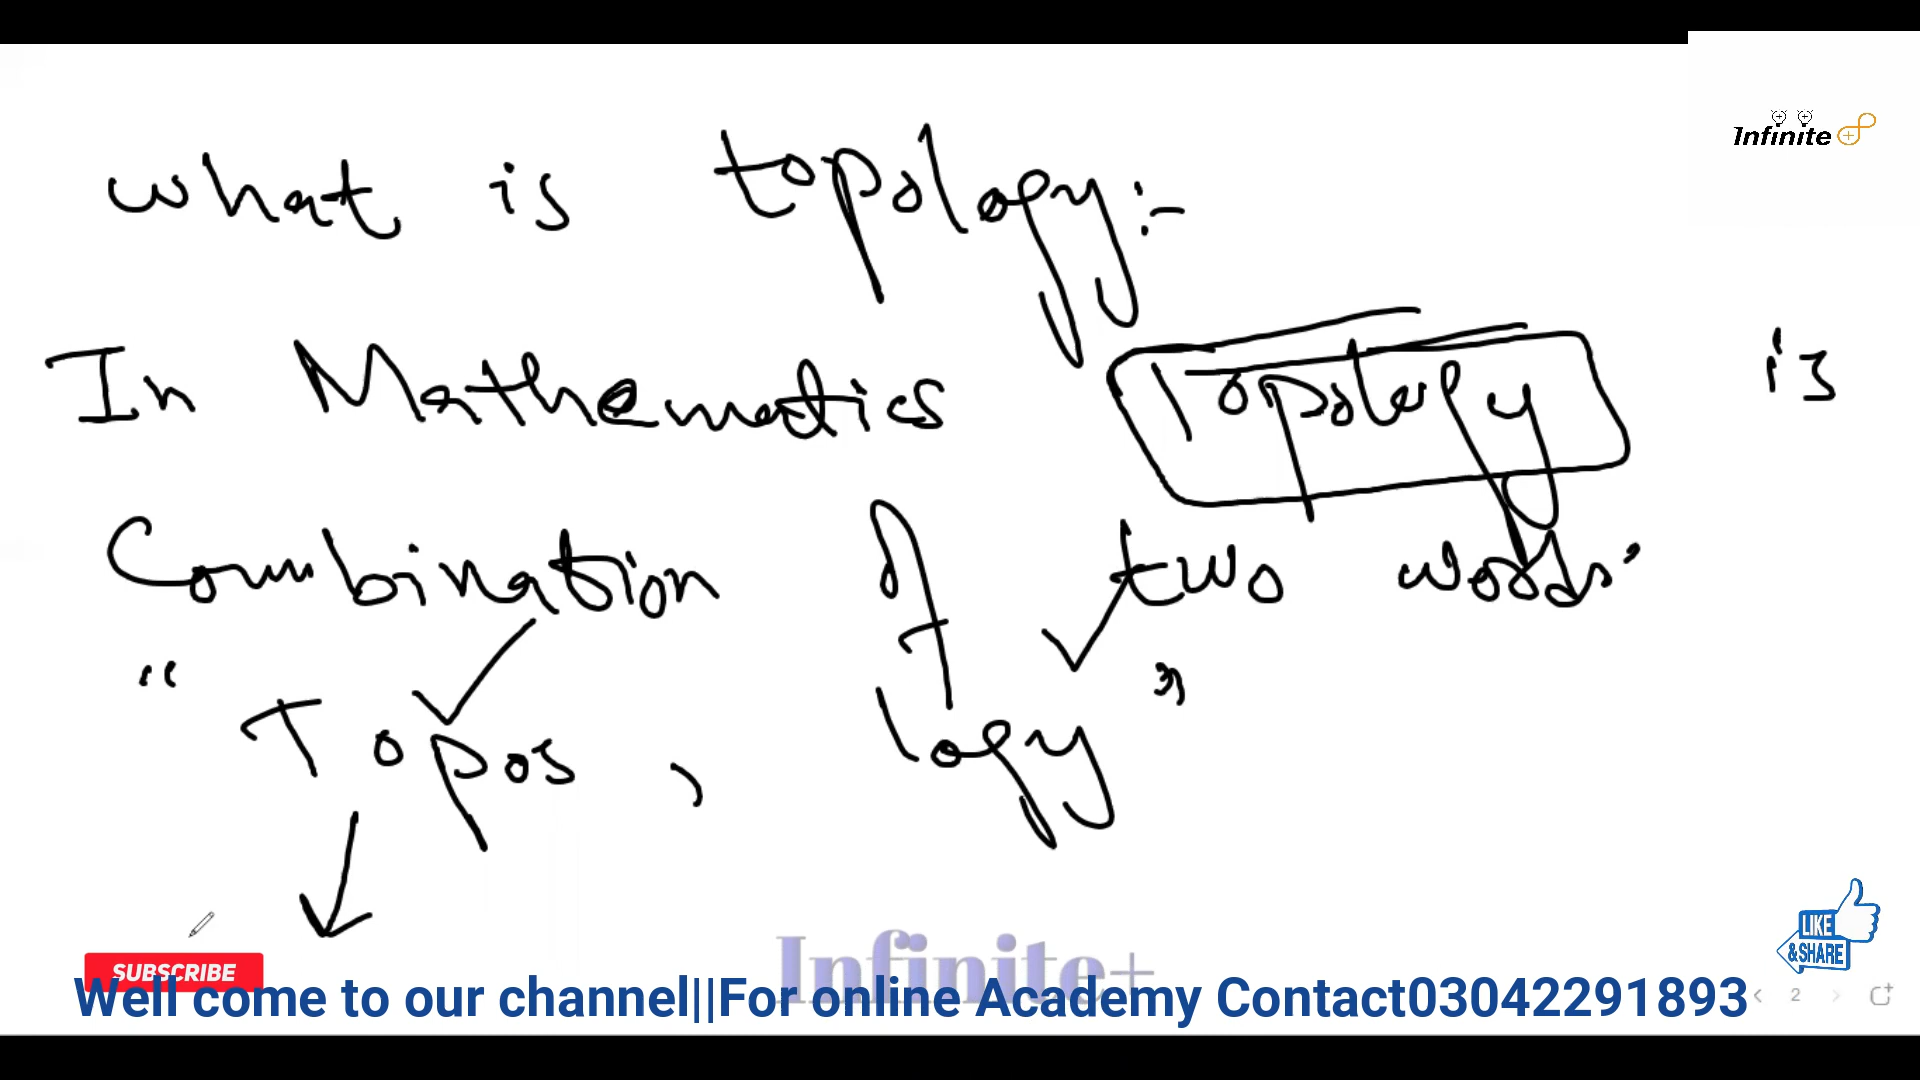 Infinite
what is topology:-
In Mathematics Topology is
Combination of two words.
"Topos, logy"
LIKE
&SHARE
SUBSCRIBE
Infinite+
Well come to our channel||For online Academy Contact03042291893
2